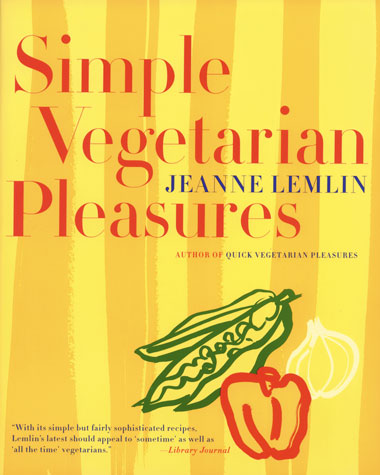 Simple
Vegetarian
JEANNE LEMLIN
Pleasures
AUTHOR OF QUICK VEGETARIAN PLEASURES
"With its simple but fairly sophisticated recipes,
Lemlin's latest should appeal to 'sometime' as well as
'all the time' vegetarians." —Library Journal